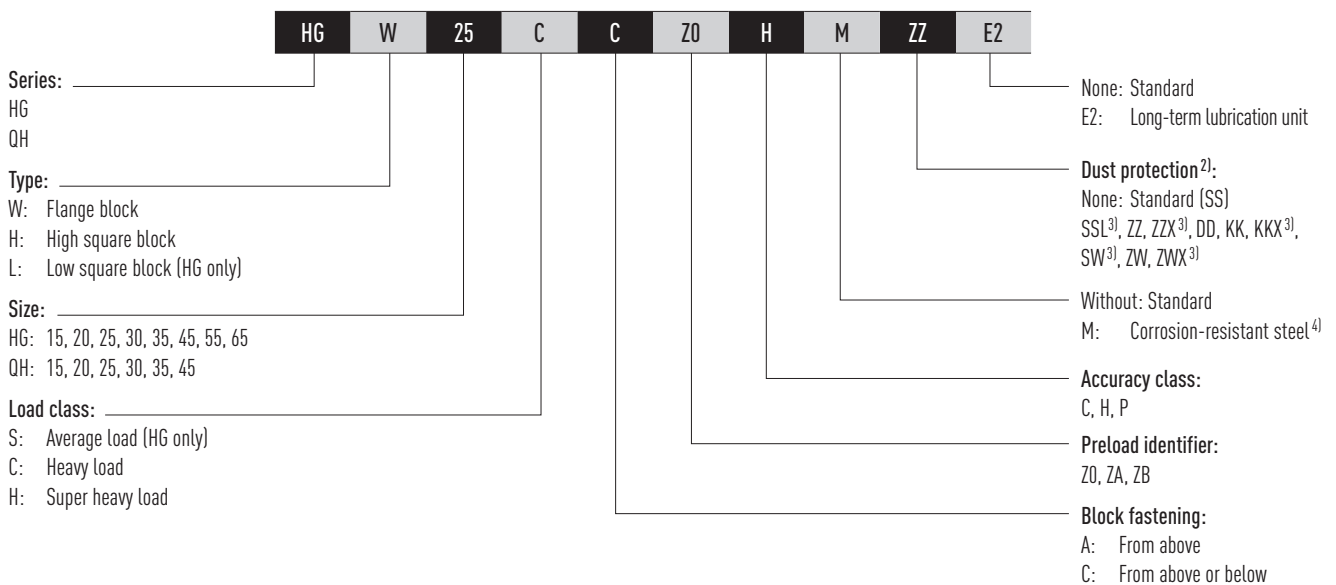 HG W 25 C C Z0 H M ZZ E2
Series:
HG
QH
Type:
W: Flange block
H: High square block
L: Low square block (HG only)
Size:
HG: 15, 20, 25, 30, 35, 45, 55, 65
QH: 15, 20, 25, 30, 35, 45
Load class:
S: Average load (HG only)
C: Heavy load
H: Super heavy load
None: Standard
E2: Long-term lubrication unit
Dust protection 2):
None: Standard (SS)
SSL 3), ZZ, ZZX 3), DD, KK, KKX 3),
SW 3), ZW, ZWX 3)
Without: Standard
M: Corrosion-resistant steel 4)
Accuracy class:
C, H, P
Preload identifier:
Z0, ZA, ZB
Block fastening:
A: From above
C: From above or below